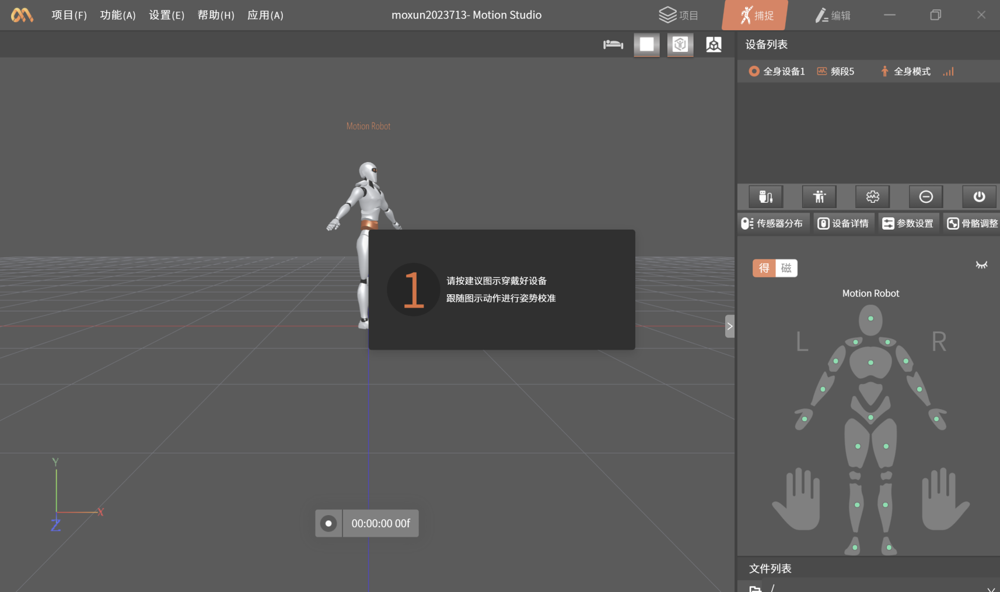 项目(F) 功能(A) 设置(E) 帮助(H) 应用(A)
moxun2023713- Motion Studio
项目
捕捉
编辑
设备列表
全身设备1 频段5 全身模式
Motion Robot
传感器分布 设备详情 参数设置 骨骼调整
得 磁
1
请按建议图示穿戴好设备
跟随图示动作进行姿势校准
Motion Robot
L R
Y
X
Z
00:00:00 00f
文件列表
/